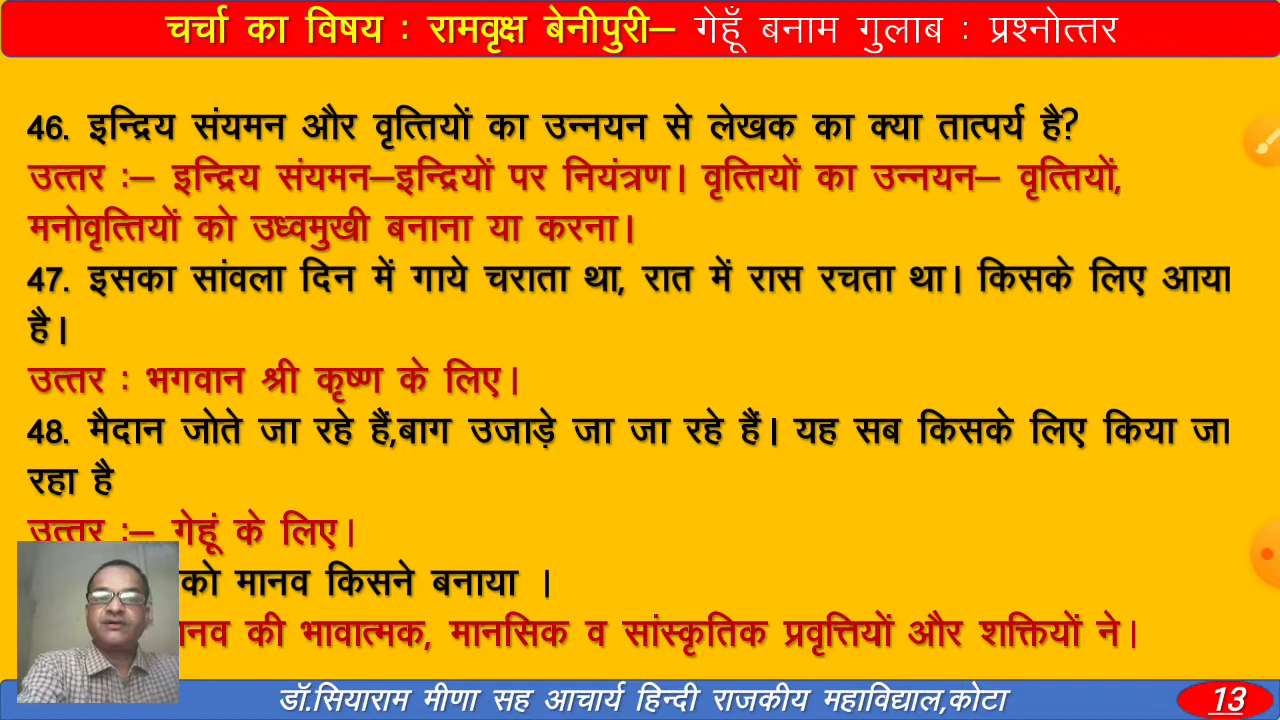 चर्चा का विषय : रामवृक्ष बेनीपुरी– गेहूँ बनाम गुलाब : प्रश्नोत्तर
46. इन्द्रिय संयमन और वृत्तियों का उन्नयन से लेखक का क्या तात्पर्य है?
उत्तर :– इन्द्रिय संयमन–इन्द्रियों पर नियंत्रण। वृत्तियों का उन्नयन– वृत्तियों,
मनोवृत्तियों को उध्वमुखी बनाना या करना।
47. इसका सांवला दिन में गाये चराता था, रात में रास रचता था। किसके लिए आया
है।
उत्तर : भगवान श्री कृष्ण के लिए।
48. मैदान जोते जा रहे हैं,बाग उजाड़े जा जा रहे हैं। यह सब किसके लिए किया जा
रहा है
उत्तर :– गेहूं के लिए।
को मानव किसने बनाया ।
मानव की भावात्मक, मानसिक व सांस्कृतिक प्रवृत्तियों और शक्तियों ने।
डॉ.सियाराम मीणा सह आचार्य हिन्दी राजकीय महाविद्याल,कोटा
13